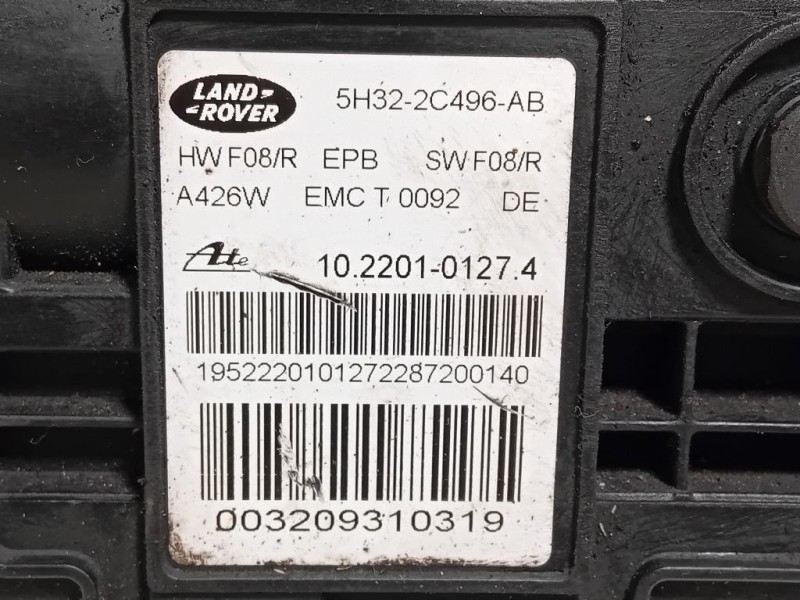 LAND
ROVER
5H32-2C496-AB
HW F08/R EPB SW F08/R
A426W EMC T 0092 DE
Ate 10.2201-0127.4
1952220101272287200140
003209310319